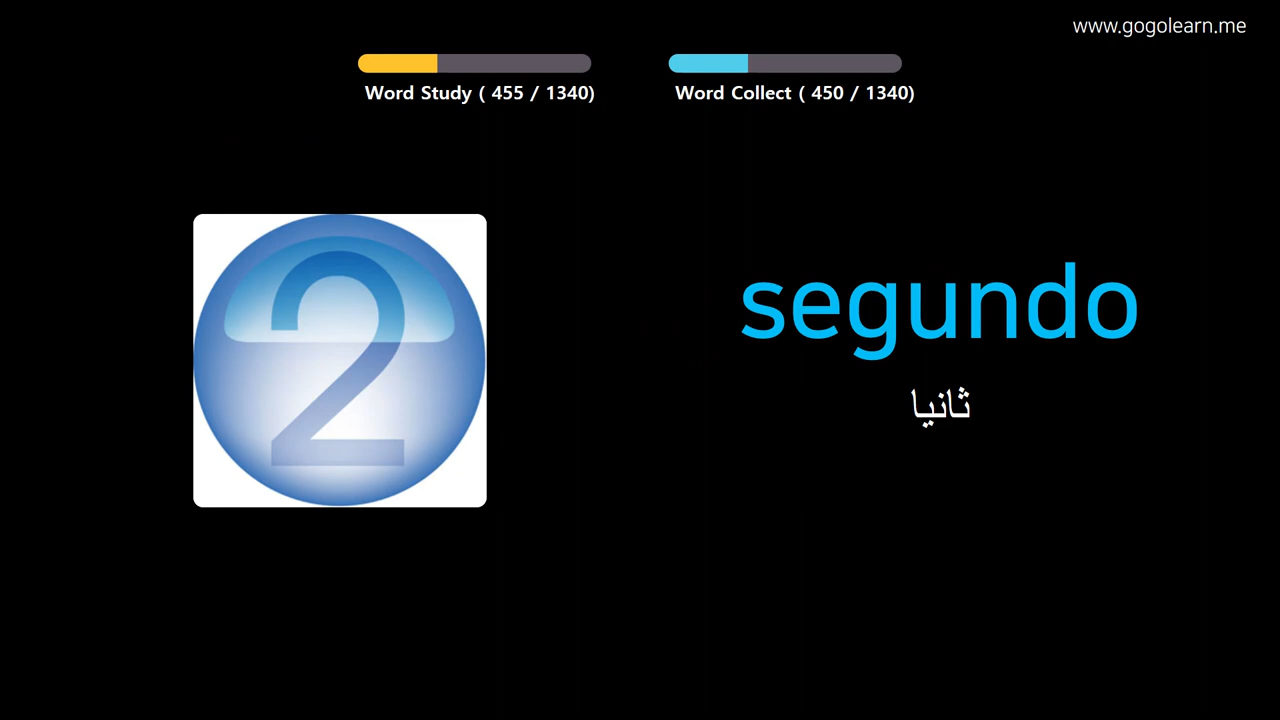 www.gogolearn.me
Word Study ( 455 / 1340)
Word Collect ( 450 / 1340)
2
segundo
ثانيا